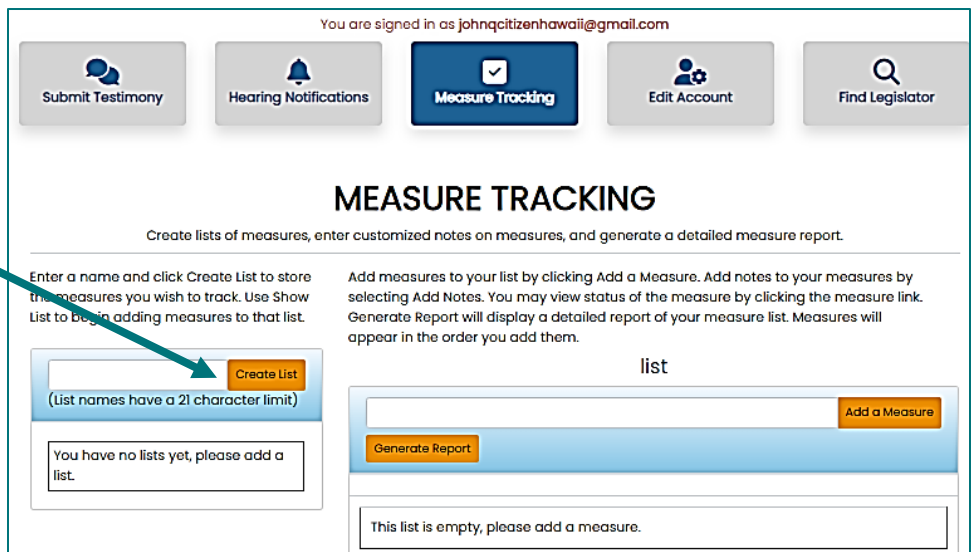 You are signed in as johnqcitizenhawaii@gmail.com
Submit Testimony
Hearing Notifications
Measure Tracking
Edit Account
Find Legislator
MEASURE TRACKING
Create lists of measures, enter customized notes on measures, and generate a detailed measure report.
Enter a name and click Create List to store
the measures you wish to track. Use Show
List to begin adding measures to that list.
Create List
(List names have a 21 character limit)
You have no lists yet, please add a
list.
Add measures to your list by clicking Add a Measure. Add notes to your measures by
selecting Add Notes. You may view status of the measure by clicking the measure link.
Generate Report will display a detailed report of your measure list. Measures will
appear in the order you add them.
list
Add a Measure
Generate Report
This list is empty, please add a measure.